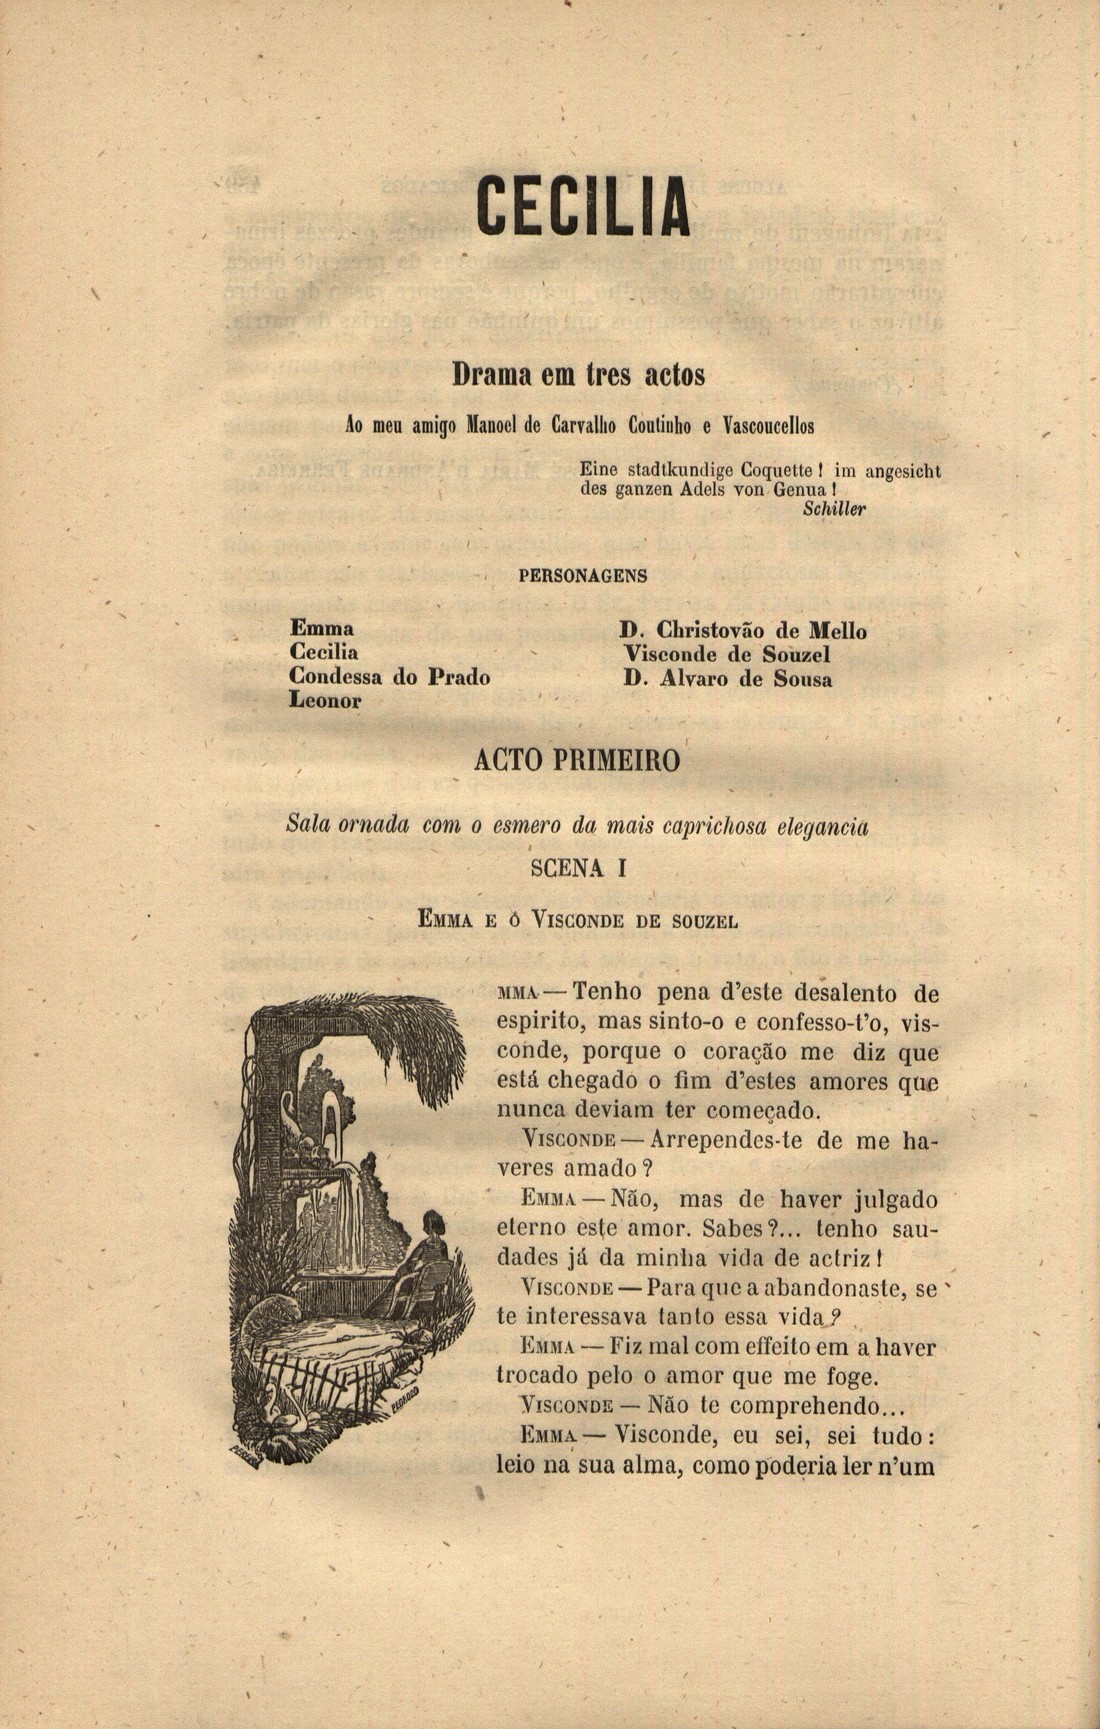 CECILIA
Drama em tres actos
Ao meu amigo Manoel de Carvalho Coutinho e Vascoucellos
Eine stadtkundige Coquette ! im angesicht
des ganzen Adels von Genua !
Schiller
PERSONAGENS
Emma
Cecilia
Condessa do Prado
Leonor
D. Christovão de Mello
Visconde de Souzel
D. Alvaro de Sousa
ACTO PRIMEIRO
Sala ornada com o esmero da mais caprichosa elegancia
SCENA I
EMMA E O VISCONDE DE SOUZEL
MMA — Tenho pena d'este desalento de
espirito, mas sinto-o e confesso-t'o, vis-
conde, porque o coração me diz que
está chegado o fim d'estes amores que
nunca deviam ter começado.
VISCONDE — Arrependes-te de me ha-
veres amado ?
EMMA — Não, mas de haver julgado
eterno este amor. Sabes ?... tenho sau-
dades já da minha vida de actriz !
VISCONDE — Para que a abandonaste, se
te interessava tanto essa vida ?
EMMA — Fiz mal com effeito em a haver
trocado pelo o amor que me foge.
VISCONDE — Não te comprehendo...
EMMA — Visconde, eu sei, sei tudo :
leio na sua alma, como poderia ler n'um
PEDROZO